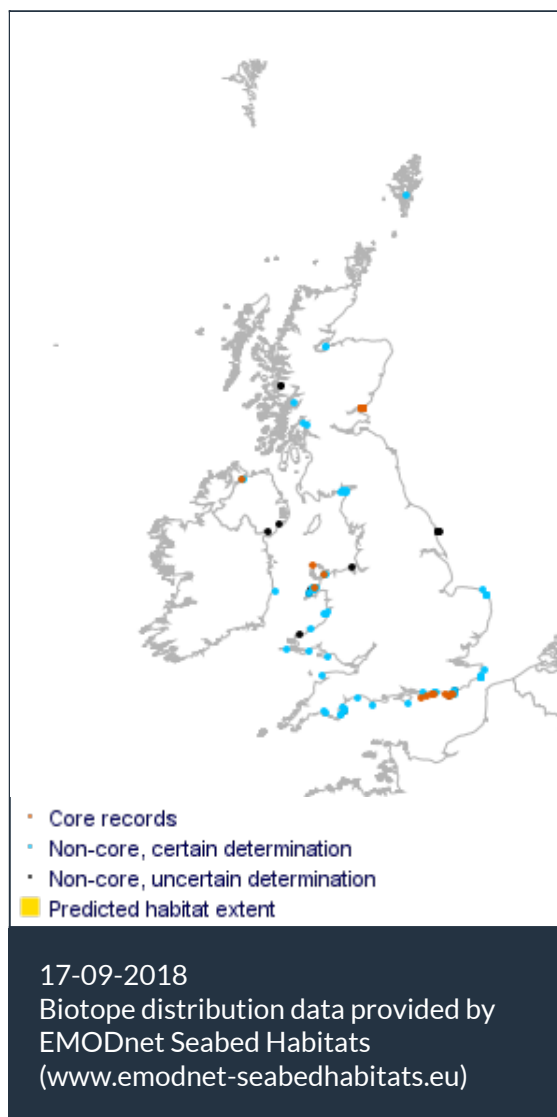 Core records
Non-core, certain determination
Non-core, uncertain determination
Predicted habitat extent
17-09-2018
Biotope distribution data provided by
EMODnet Seabed Habitats
(www.emodnet-seabedhabitats.eu)